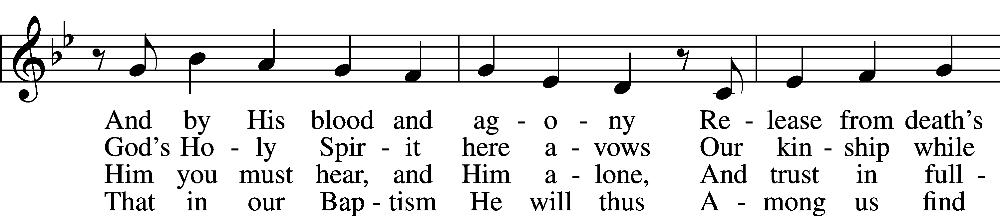 And by His blood and ag - o - ny Re - lease from death’s
God’s Ho - ly Spir - it here a - vows Our kin - ship while
Him you must hear, and Him a - lone, And trust in full -
That in our Bap - tism He will thus A - mong us find